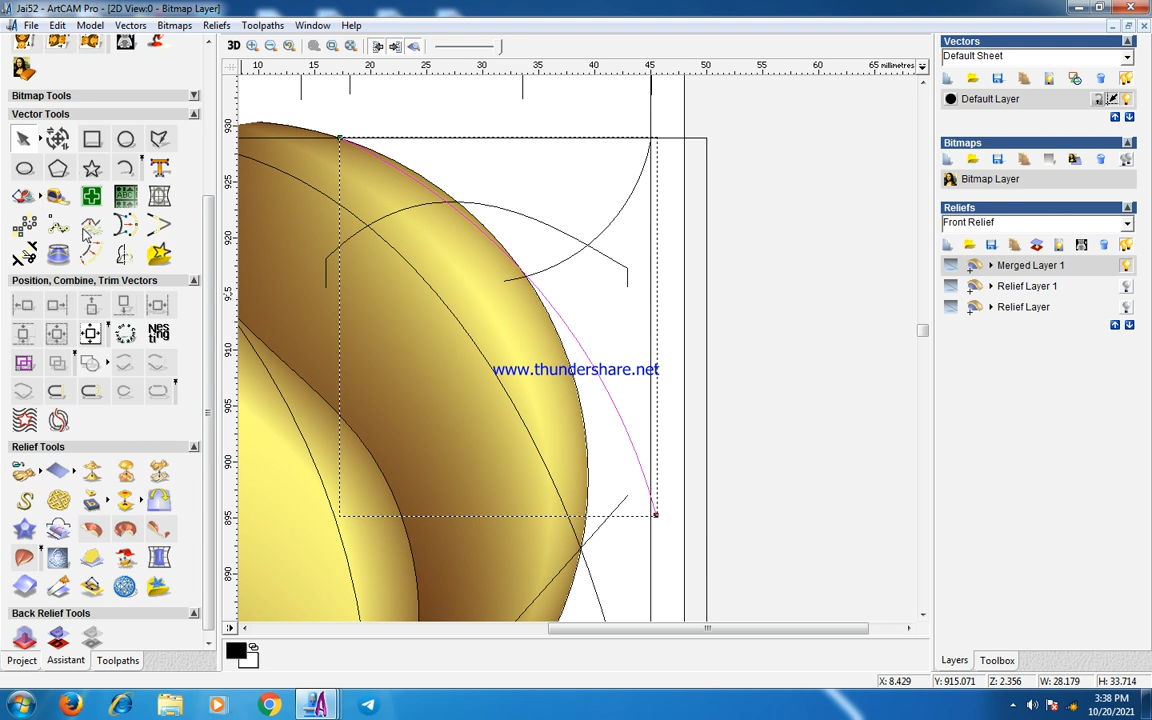 Jai52 - ArtCAM Pro - [2D View:0 - Bitmap Layer]
File Edit Model Vectors Bitmaps Reliefs Toolpaths Window Help
3D
10 15 20 25 30 35 40 45 50 55 60 65 millimetres
Bitmap Tools
Vector Tools
Position, Combine, Trim Vectors
Relief Tools
Back Relief Tools
Project Assistant Toolpaths
930
925
920
915
910
905
900
895
890
www.thundershare.net
Vectors
Default Sheet
Default Layer
Bitmaps
Bitmap Layer
Reliefs
Front Relief
Merged Layer 1
Relief Layer 1
Relief Layer
Layers Toolbox
X: 8.429 Y: 915.071 Z: 2.356 W: 28.179 H: 33.714
3:38 PM
10/20/2021